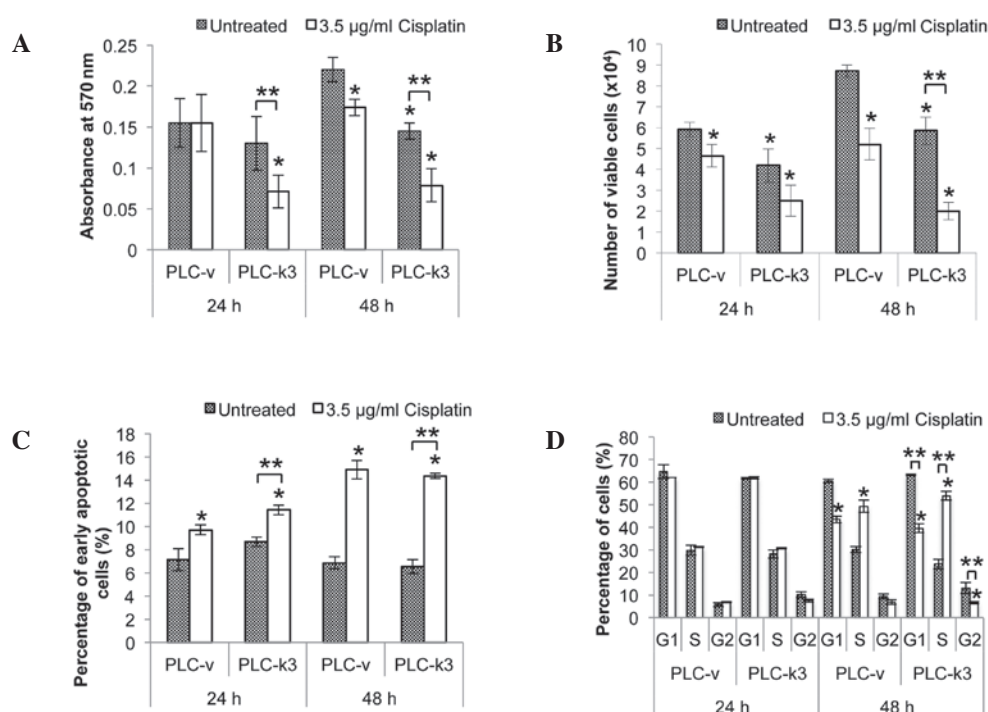 A
Untreated 3.5 µg/ml Cisplatin
Absorbance at 570 nm
0.25
0.2
0.15
0.1
0.05
0
**
*
*
**
*
*
PLC-v PLC-k3 PLC-v PLC-k3
24 h 48 h
B
Untreated 3.5 µg/ml Cisplatin
Number of viable cells (x10⁴)
10
9
8
7
6
5
4
3
2
1
0
*
*
*
*
**
*
*
PLC-v PLC-k3 PLC-v PLC-k3
24 h 48 h
C
Untreated 3.5 µg/ml Cisplatin
Percentage of early apoptotic
cells (%)
18
16
14
12
10
8
6
4
2
0
*
**
*
*
**
*
PLC-v PLC-k3 PLC-v PLC-k3
24 h 48 h
D
Untreated 3.5 µg/ml Cisplatin
Percentage of cells (%)
80
70
60
50
40
30
20
10
0
*
*
**
*
**
*
**
*
G1 S G2 G1 S G2 G1 S G2 G1 S G2
PLC-v PLC-k3 PLC-v PLC-k3
24 h 48 h